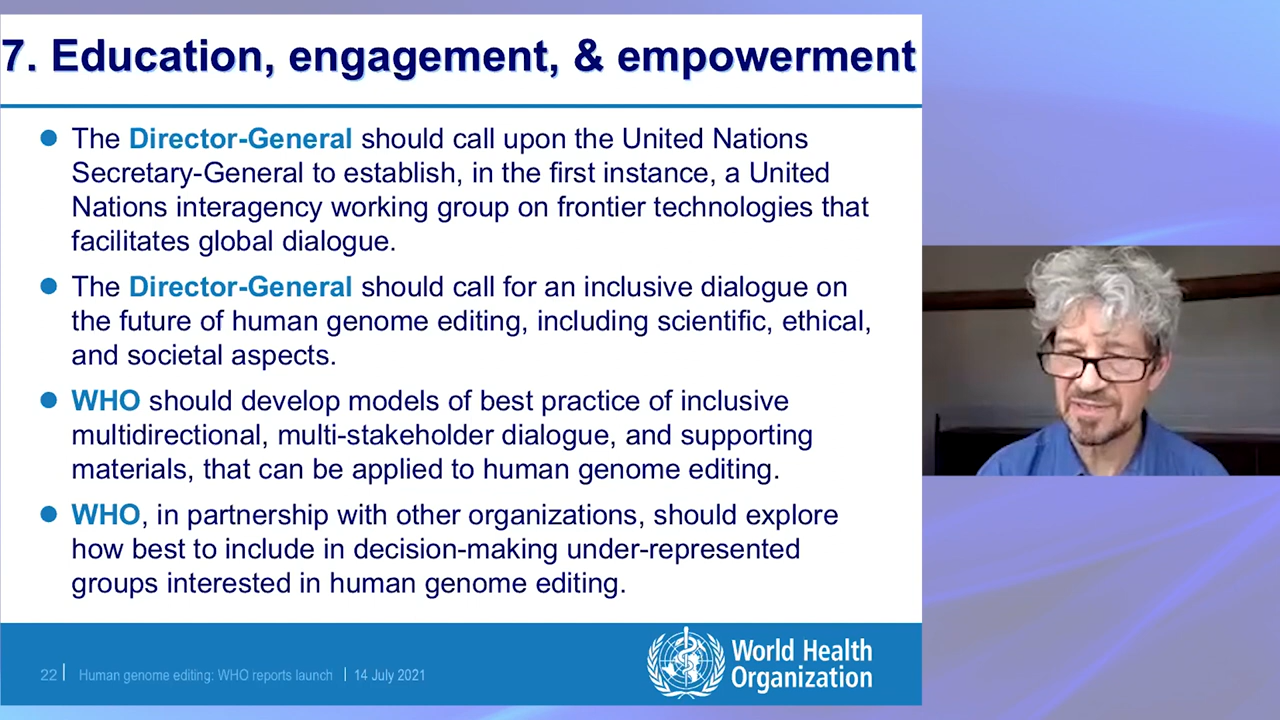 7. Education, engagement, & empowerment
The Director-General should call upon the United Nations
Secretary-General to establish, in the first instance, a United
Nations interagency working group on frontier technologies that
facilitates global dialogue.
The Director-General should call for an inclusive dialogue on
the future of human genome editing, including scientific, ethical,
and societal aspects.
WHO should develop models of best practice of inclusive
multidirectional, multi-stakeholder dialogue, and supporting
materials, that can be applied to human genome editing.
WHO, in partnership with other organizations, should explore
how best to include in decision-making under-represented
groups interested in human genome editing.
22 | Human genome editing: WHO reports launch | 14 July 2021
World Health
Organization